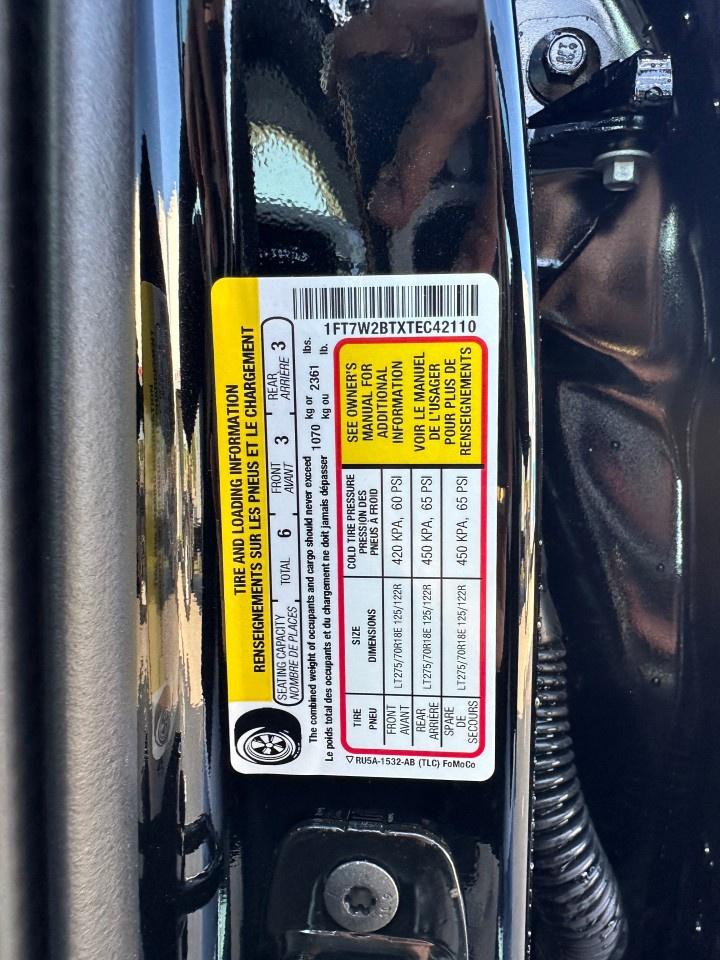 TIRE AND LOADING INFORMATION
RENSEIGNEMENTS SUR LES PNEUS ET LE CHARGEMENT
SEATING CAPACITY
NOMBRE DE PLACES
TOTAL 6
FRONT
AVANT
3
REAR
ARRIÈRE
3
The combined weight of occupants and cargo should never exceed 1070 kg or 2361 lbs.
Le poids total des occupants et du chargement ne doit jamais dépasser kg ou lb.
1FT7W2BTXTEC42110
TIRE
PNEU
SIZE
DIMENSIONS
COLD TIRE PRESSURE
PRESSION DES
PNEUS À FROID
FRONT
AVANT
LT275/70R18E 125/122R
420 KPA, 60 PSI
REAR
ARRIÈRE
LT275/70R18E 125/122R
450 KPA, 65 PSI
SPARE
DE
SECOURS
LT275/70R18E 125/122R
450 KPA, 65 PSI
SEE OWNER'S
MANUAL FOR
ADDITIONAL
INFORMATION
VOIR LE MANUEL
DE L'USAGER
POUR PLUS DE
RENSEIGNEMENTS
RU5A-1532-AB (TLC) FoMoCo